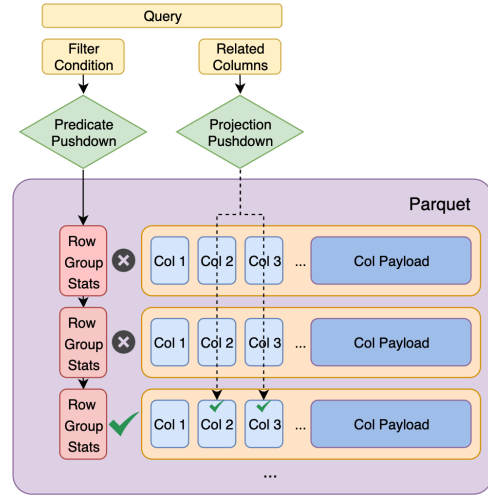 Query
Filter
Condition
Related
Columns
Predicate
Pushdown
Projection
Pushdown
Parquet
Row
Group
Stats
Col 1
Col 2
Col 3
...
Col Payload
Row
Group
Stats
Col 1
Col 2
Col 3
...
Col Payload
Row
Group
Stats
Col 1
Col 2
Col 3
...
Col Payload
...